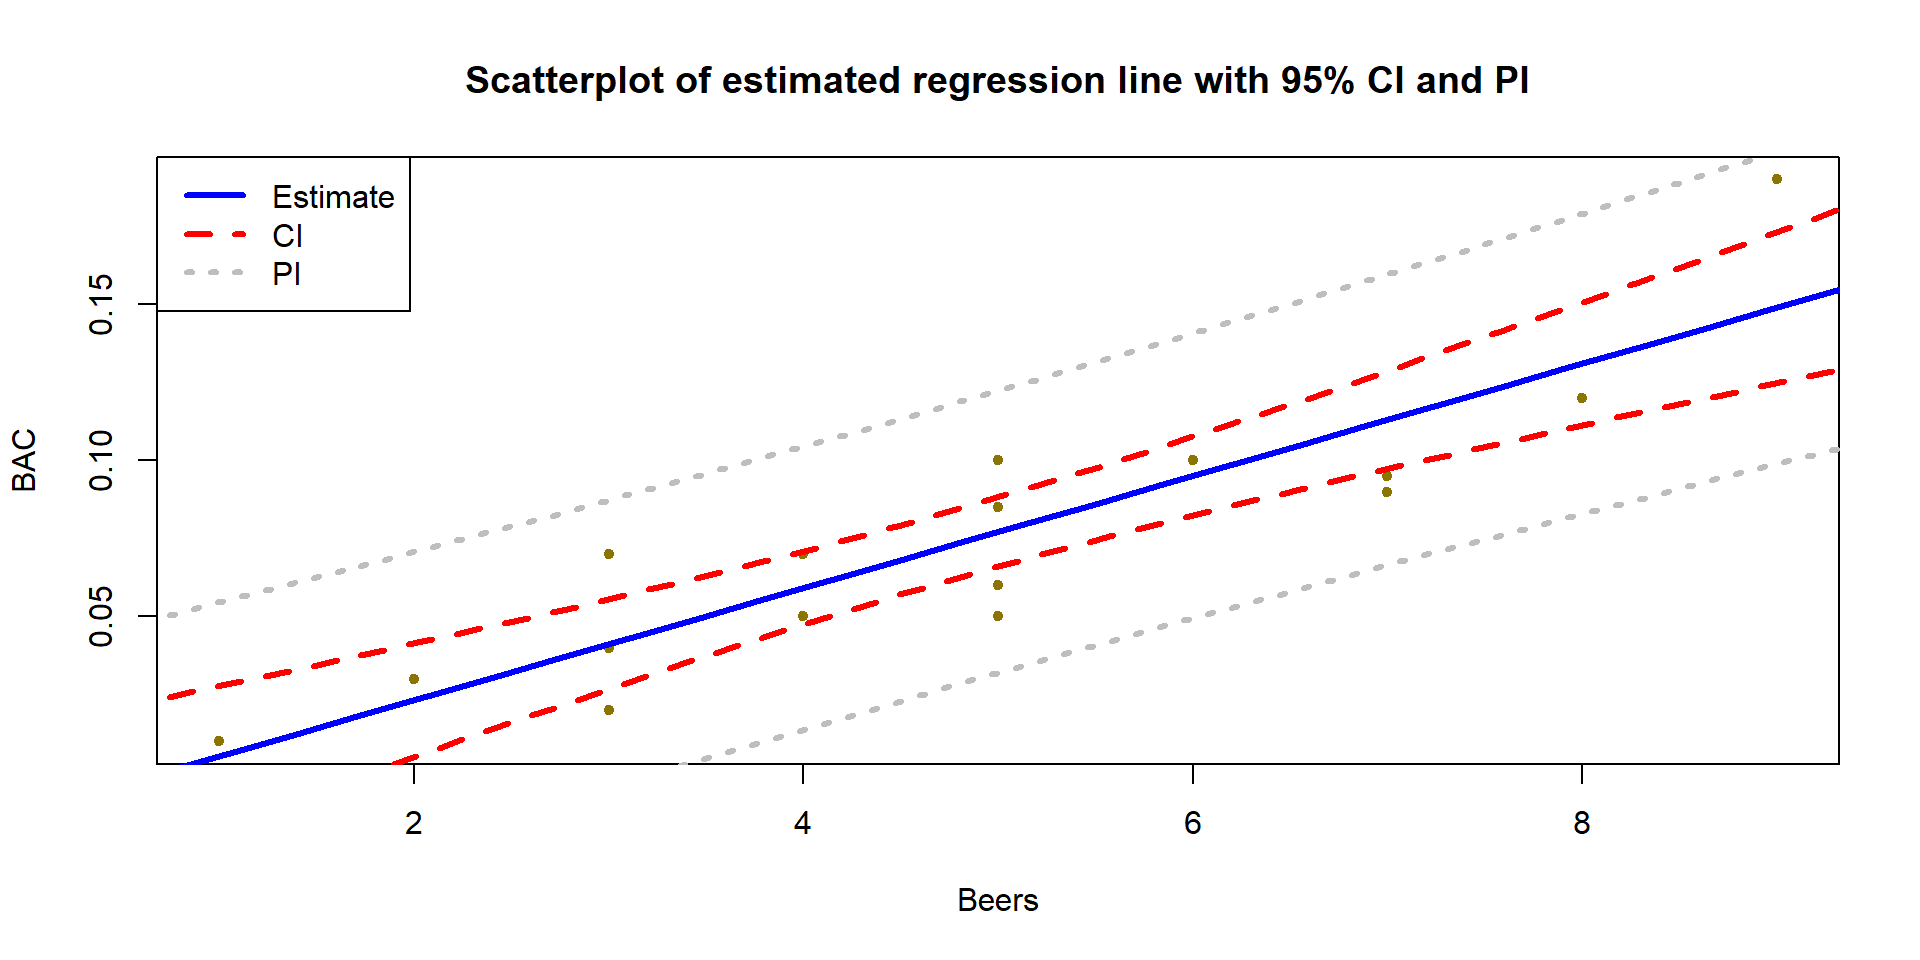 Scatterplot of estimated regression line with 95% CI and PI
Estimate
CI
PI
BAC
0.15
0.10
0.05
2 4 6 8
Beers